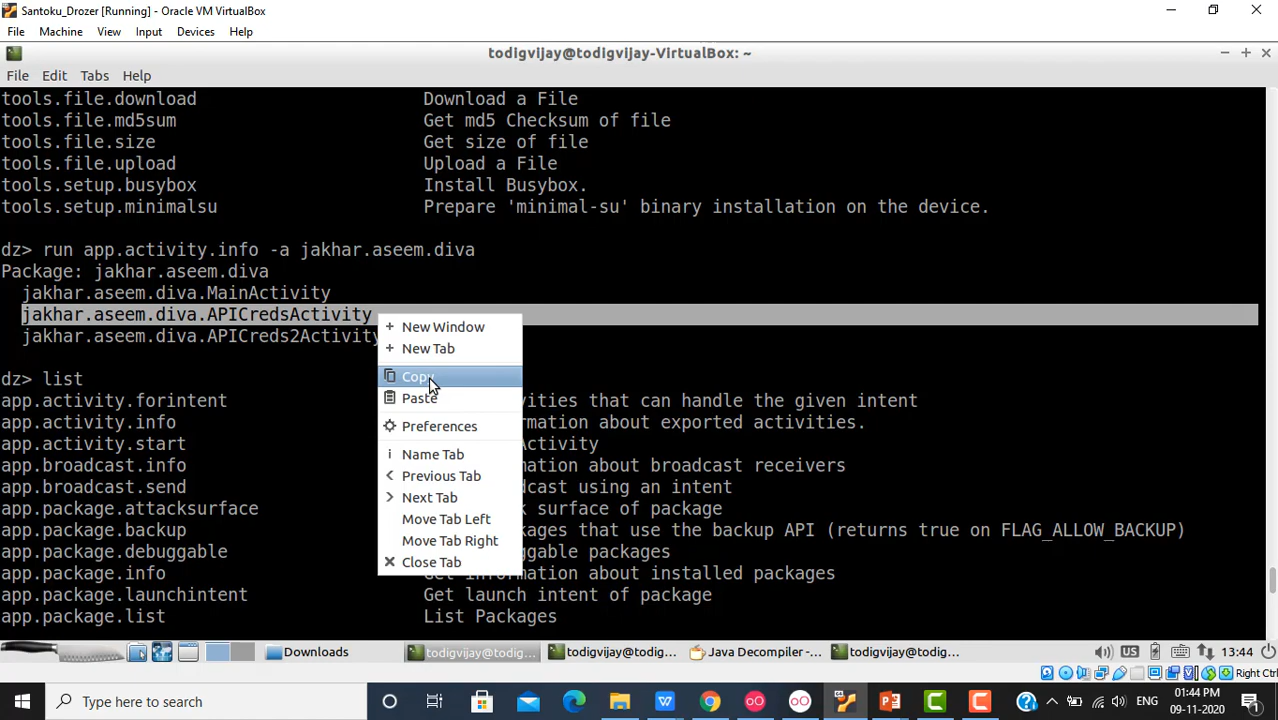 Santoku_Drozer [Running] - Oracle VM VirtualBox
File Machine View Input Devices Help
todigvijay@todigvijay-VirtualBox: ~
File Edit Tabs Help
tools.file.download Download a File
tools.file.md5sum Get md5 Checksum of file
tools.file.size Get size of file
tools.file.upload Upload a File
tools.setup.busybox Install Busybox.
tools.setup.minimalsu Prepare 'minimal-su' binary installation on the device.
dz> run app.activity.info -a jakhar.aseem.diva
Package: jakhar.aseem.diva
jakhar.aseem.diva.MainActivity
jakhar.aseem.diva.APICredsActivity
jakhar.aseem.diva.APICreds2Activity
dz> list
app.activity.forintent vities that can handle the given intent
app.activity.info mation about exported activities.
app.activity.start Activity
app.broadcast.info mation about broadcast receivers
app.broadcast.send dcast using an intent
app.package.attacksurface k surface of package
app.package.backup kages that use the backup API (returns true on FLAG_ALLOW_BACKUP)
app.package.debuggable ggable packages
app.package.info Get information about installed packages
app.package.launchintent Get launch intent of package
app.package.list List Packages
New Window
New Tab
Copy
Paste
Preferences
Name Tab
Previous Tab
Next Tab
Move Tab Left
Move Tab Right
Close Tab
Downloads todigvijay@todig... todigvijay@todig... Java Decompiler -... todigvijay@todig... US 13:44
Right Ctrl
Type here to search
ENG
01:44 PM
09-11-2020
1